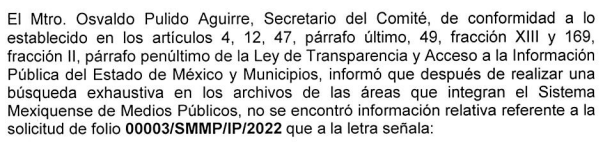 El Mtro. Osvaldo Pulido Aguirre, Secretario del Comité, de conformidad a lo
establecido en los artículos 4, 12, 47, párrafo último, 49, fracción XIII y 169,
fracción II, párrafo penúltimo de la Ley de Transparencia y Acceso a la Información
Pública del Estado de México y Municipios, informó que después de realizar una
búsqueda exhaustiva en los archivos de las áreas que integran el Sistema
Mexiquense de Medios Públicos, no se encontró información relativa referente a la
solicitud de folio 00003/SMMP/IP/2022 que a la letra señala: